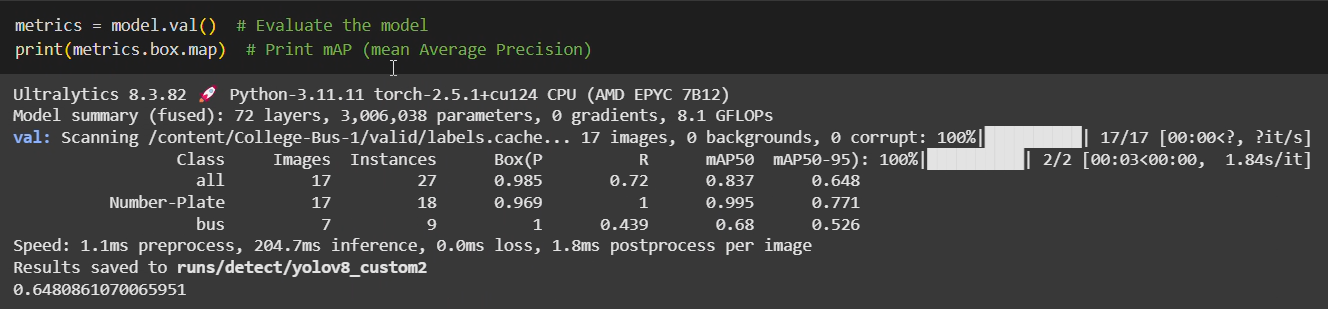 metrics = model.val()  # Evaluate the model
print(metrics.box.map)  # Print mAP (mean Average Precision)
Ultralytics 8.3.82 🚀 Python-3.11.11 torch-2.5.1+cu124 CPU (AMD EPYC 7B12)
Model summary (fused): 72 layers, 3,006,038 parameters, 0 gradients, 8.1 GFLOPs
val: Scanning /content/College-Bus-1/valid/labels.cache... 17 images, 0 backgrounds, 0 corrupt: 100%|██████████| 17/17 [00:00<?, ?it/s]
Class Images Instances Box(P R mAP50 mAP50-95): 100%|██████████| 2/2 [00:03<00:00, 1.84s/it]
all 17 27 0.985 0.72 0.837 0.648
Number-Plate 17 18 0.969 1 0.995 0.771
bus 7 9 1 0.439 0.68 0.526
Speed: 1.1ms preprocess, 204.7ms inference, 0.0ms loss, 1.8ms postprocess per image
Results saved to runs/detect/yolov8_custom2
0.6480861070065951